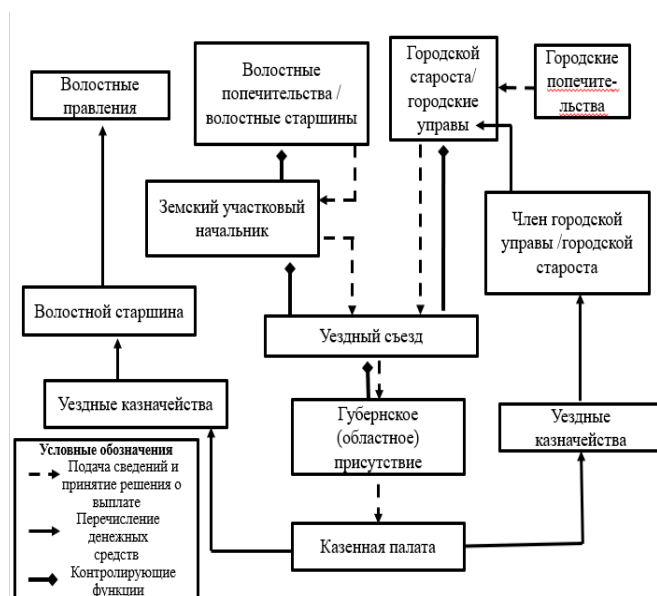 Волостные
правления
Волостные
попечительства /
волостные старшины
Городской
староста/
городские
управы
Городские
попечите-
льства
Земский участковый
начальник
Член городской
управы /городской
староста
Волостной старшина
Уездный съезд
Уездные казначейства
Губернское
(областное)
присутствие
Уездные
казначейства
Казенная палата
Условные обозначения
Подача сведений и
принятие решения о
выплате
Перечисление
денежных
средств
Контролирующие
функции